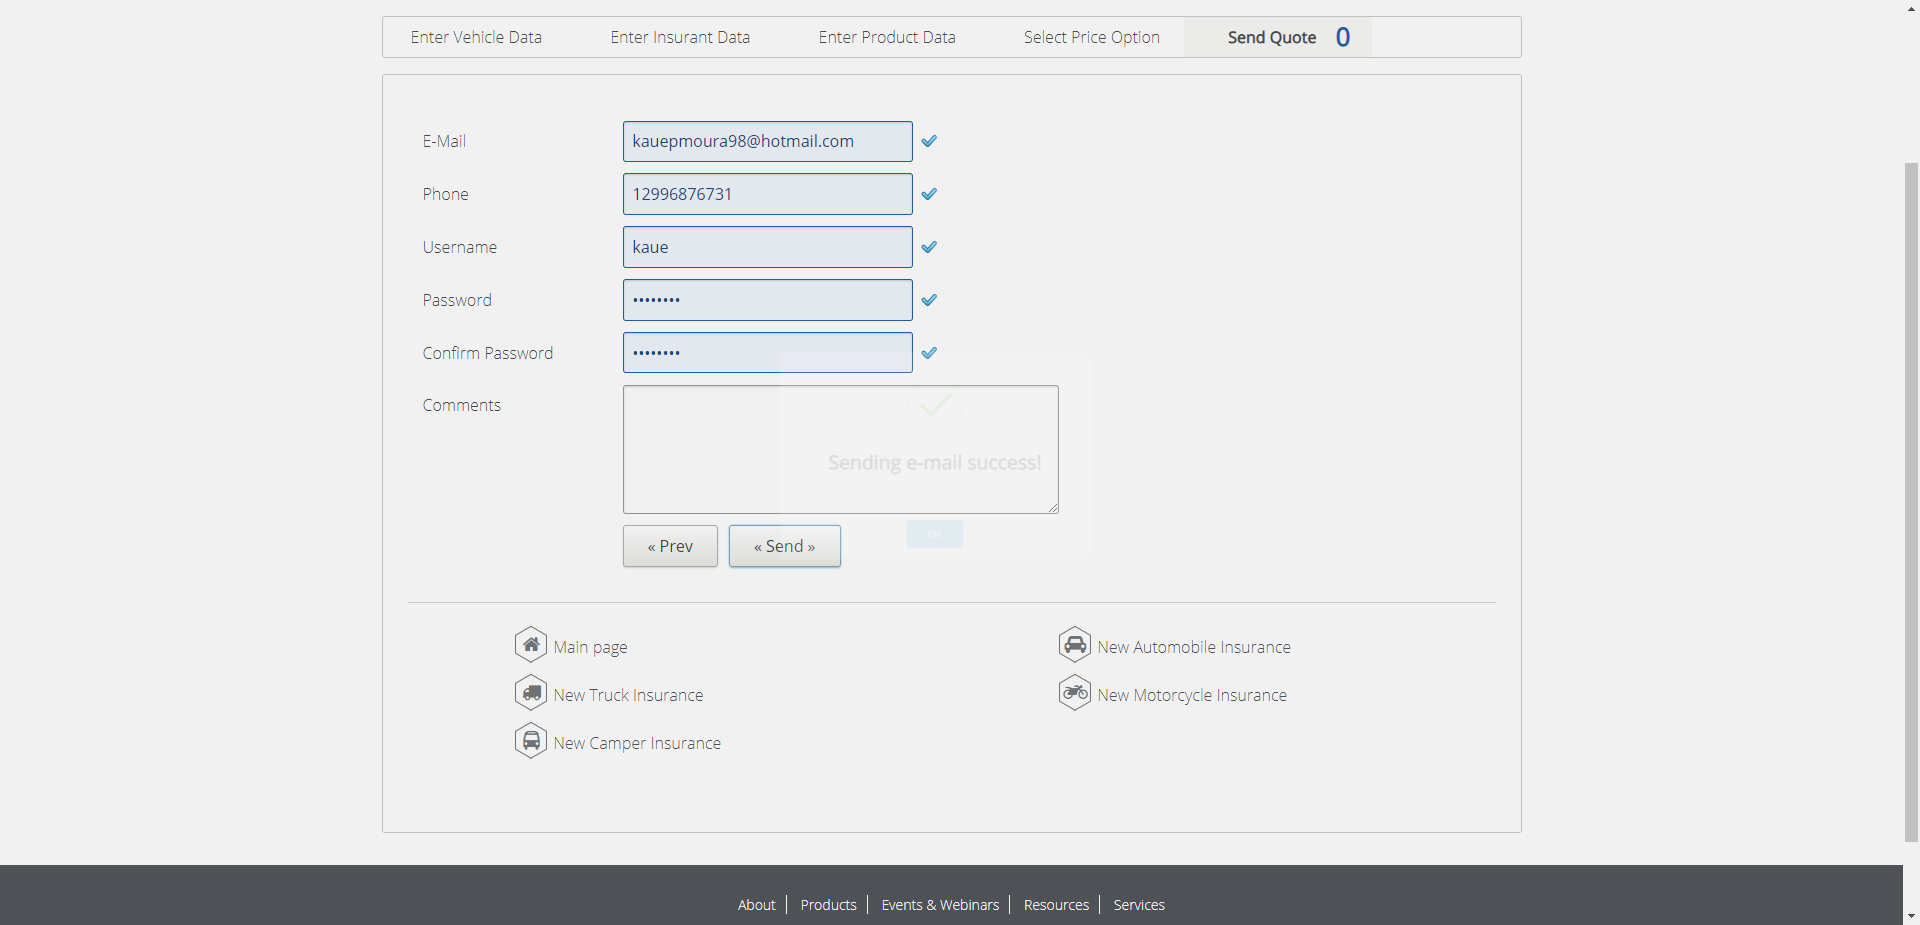 Enter Vehicle Data Enter Insurant Data Enter Product Data Select Price Option Send Quote 0
E-Mail kauepmoura98@hotmail.com
Phone 12996876731
Username kaue
Password ••••••••
Confirm Password ••••••••
Comments
Sending e-mail success!
OK
« Prev « Send »
Main page New Automobile Insurance
New Truck Insurance New Motorcycle Insurance
New Camper Insurance
About Products Events & Webinars Resources Services